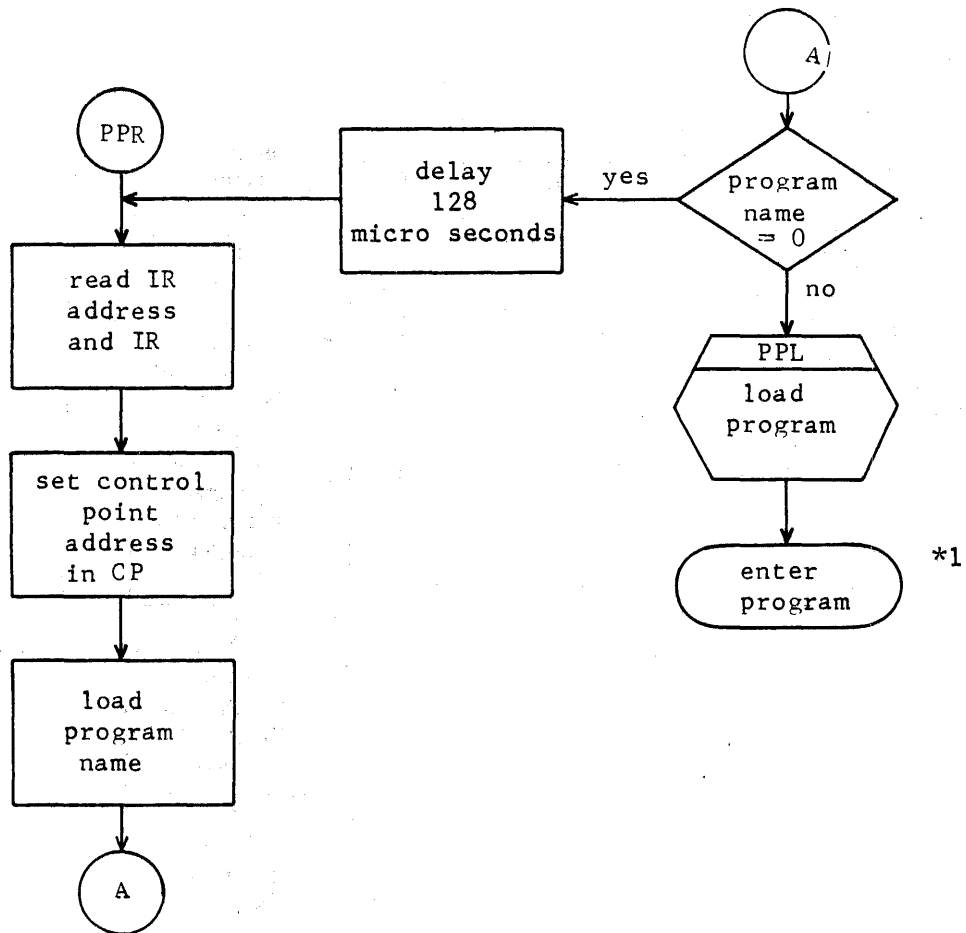 PPR
read IR
address
and IR
set control
point
address
in CP
load
program
name
A
A
program
name
= 0
yes
delay
128
micro seconds
no
PPL
load
program
enter
program
*1